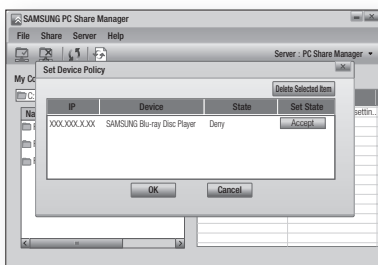 SAMSUNG PC Share Manager
File Share Server Help
Server : PC Share Manager
Set Device Policy
My Co
Delete Selected Item
C:
IP Device State Set State
Na
settin..
XXX.XXX.X.XX SAMSUNG Blu-ray Disc Player Deny Accept
OK Cancel